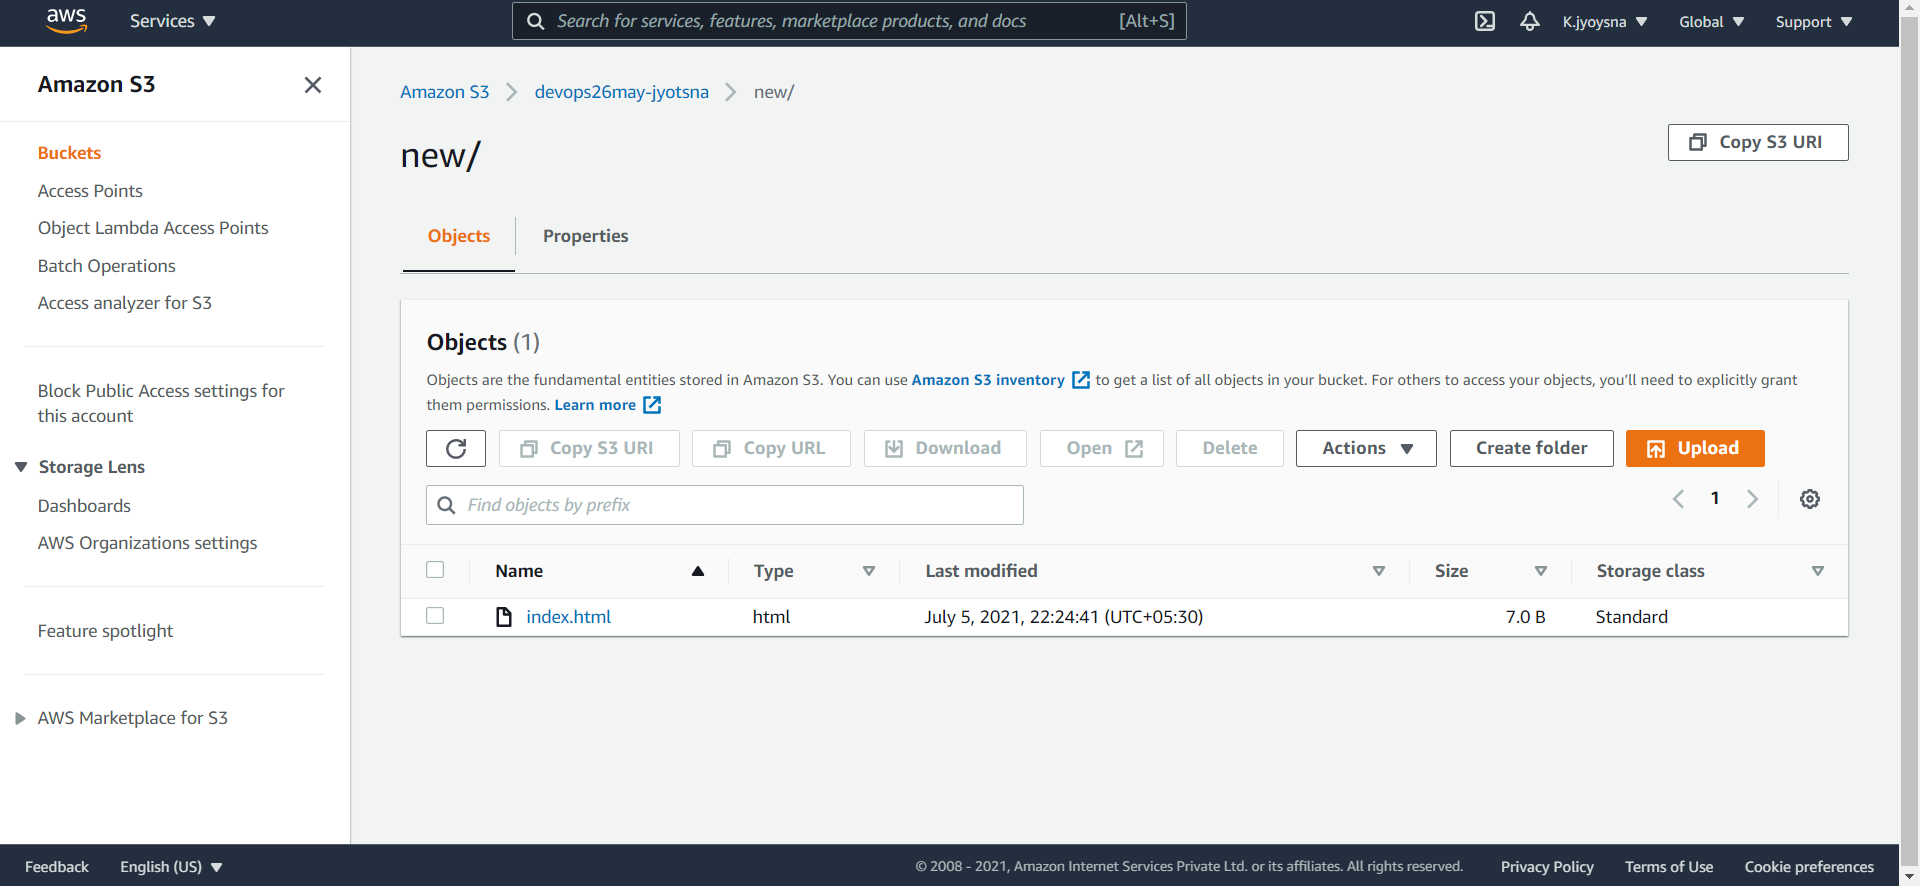 aws
Services
Search for services, features, marketplace products, and docs [Alt+S]
K.jyoysna
Global
Support
Amazon S3
Buckets
Access Points
Object Lambda Access Points
Batch Operations
Access analyzer for S3
Block Public Access settings for
this account
Storage Lens
Dashboards
AWS Organizations settings
Feature spotlight
AWS Marketplace for S3
Amazon S3 devops26may-jyotsna new/
new/
Copy S3 URI
Objects Properties
Objects (1)
Objects are the fundamental entities stored in Amazon S3. You can use Amazon S3 inventory to get a list of all objects in your bucket. For others to access your objects, you'll need to explicitly grant
them permissions. Learn more
Copy S3 URI Copy URL Download Open Delete Actions Create folder Upload
Find objects by prefix
1
Name Type Last modified Size Storage class
index.html html July 5, 2021, 22:24:41 (UTC+05:30) 7.0 B Standard
Feedback English (US) © 2008 - 2021, Amazon Internet Services Private Ltd. or its affiliates. All rights reserved. Privacy Policy Terms of Use Cookie preferences